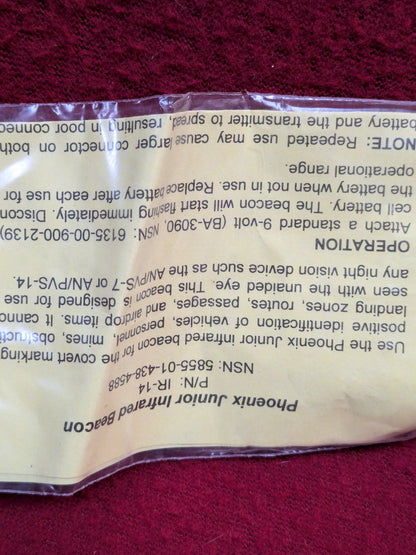 Phoenix Junior Infrared Beacon
P/N: IR-14
NSN: 5855-01-438-4588
Use the Phoenix Junior infrared beacon for the covert marking
positive identification of vehicles, personnel, mines, obstructio
landing zones, routes, passages, and airdrop items. It cannot
seen with the unaided eye. This beacon is designed for use
any night vision device such as the AN/PVS-7 or AN/PVS-14.
OPERATION
Attach a standard 9-volt (BA-3090, NSN: 6135-00-900-2139)
cell battery. The battery will start flashing immediately. Discon
the battery when not in use. Replace battery after each use for
operational range.
NOTE: Repeated use may cause larger connector on both
battery and the transmitter to spread, resulting in poor connec